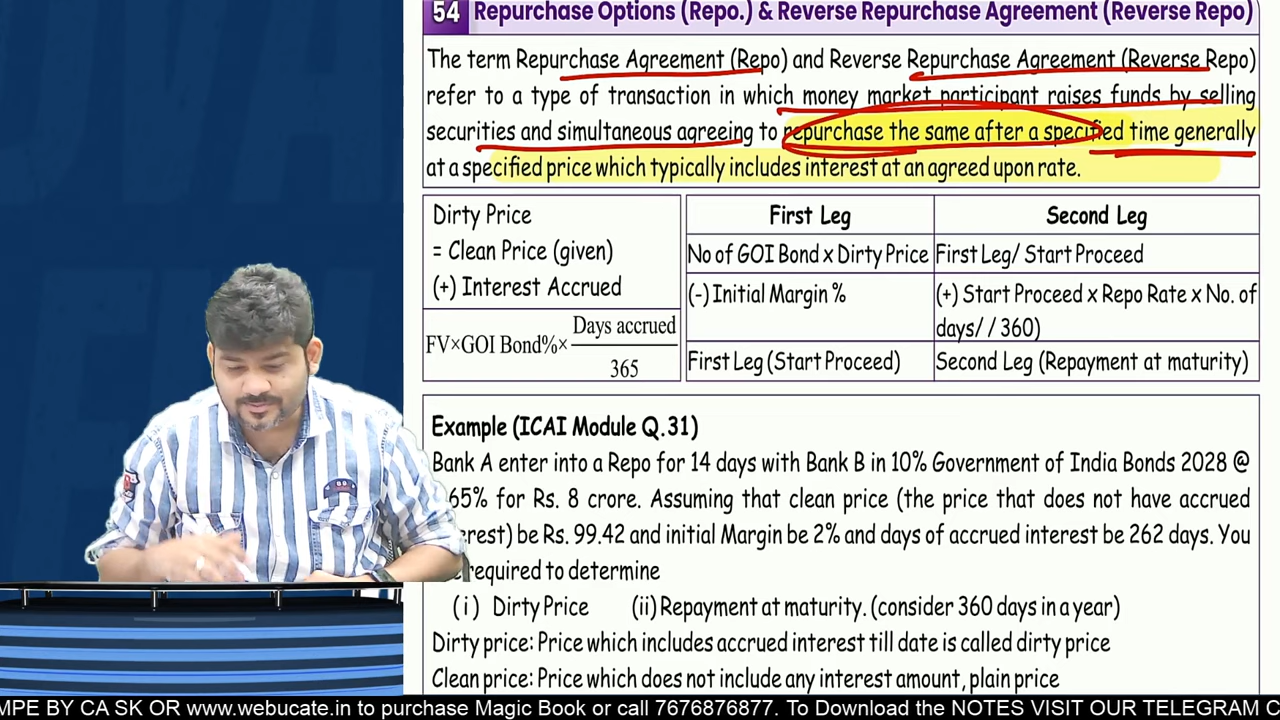 54 Repurchase Options (Repo.) & Reverse Repurchase Agreement (Reverse Repo)
The term Repurchase Agreement (Repo) and Reverse Repurchase Agreement (Reverse Repo)
refer to a type of transaction in which money market participant raises funds by selling
securities and simultaneous agreeing to repurchase the same after a specified time generally
at a specified price which typically includes interest at an agreed upon rate.
Dirty Price
= Clean Price (given)
(+) Interest Accrued
FV×GOI Bond%× Days accrued
365
First Leg Second Leg
No of GOI Bond x Dirty Price First Leg/ Start Proceed
(-) Initial Margin % (+) Start Proceed x Repo Rate x No. of
days/ / 360)
First Leg (Start Proceed) Second Leg (Repayment at maturity)
Example (ICAI Module Q.31)
Bank A enter into a Repo for 14 days with Bank B in 10% Government of India Bonds 2028 @
65% for Rs. 8 crore. Assuming that clean price (the price that does not have accrued
erest) be Rs. 99.42 and initial Margin be 2% and days of accrued interest be 262 days. You
required to determine
(i) Dirty Price (ii) Repayment at maturity. (consider 360 days in a year)
Dirty price: Price which includes accrued interest till date is called dirty price
Clean price: Price which does not include any interest amount, plain price
MPE BY CA SK OR www.webucate.in to purchase Magic Book or call 7676876877. To Download the NOTES VISIT OUR TELEGRAM C